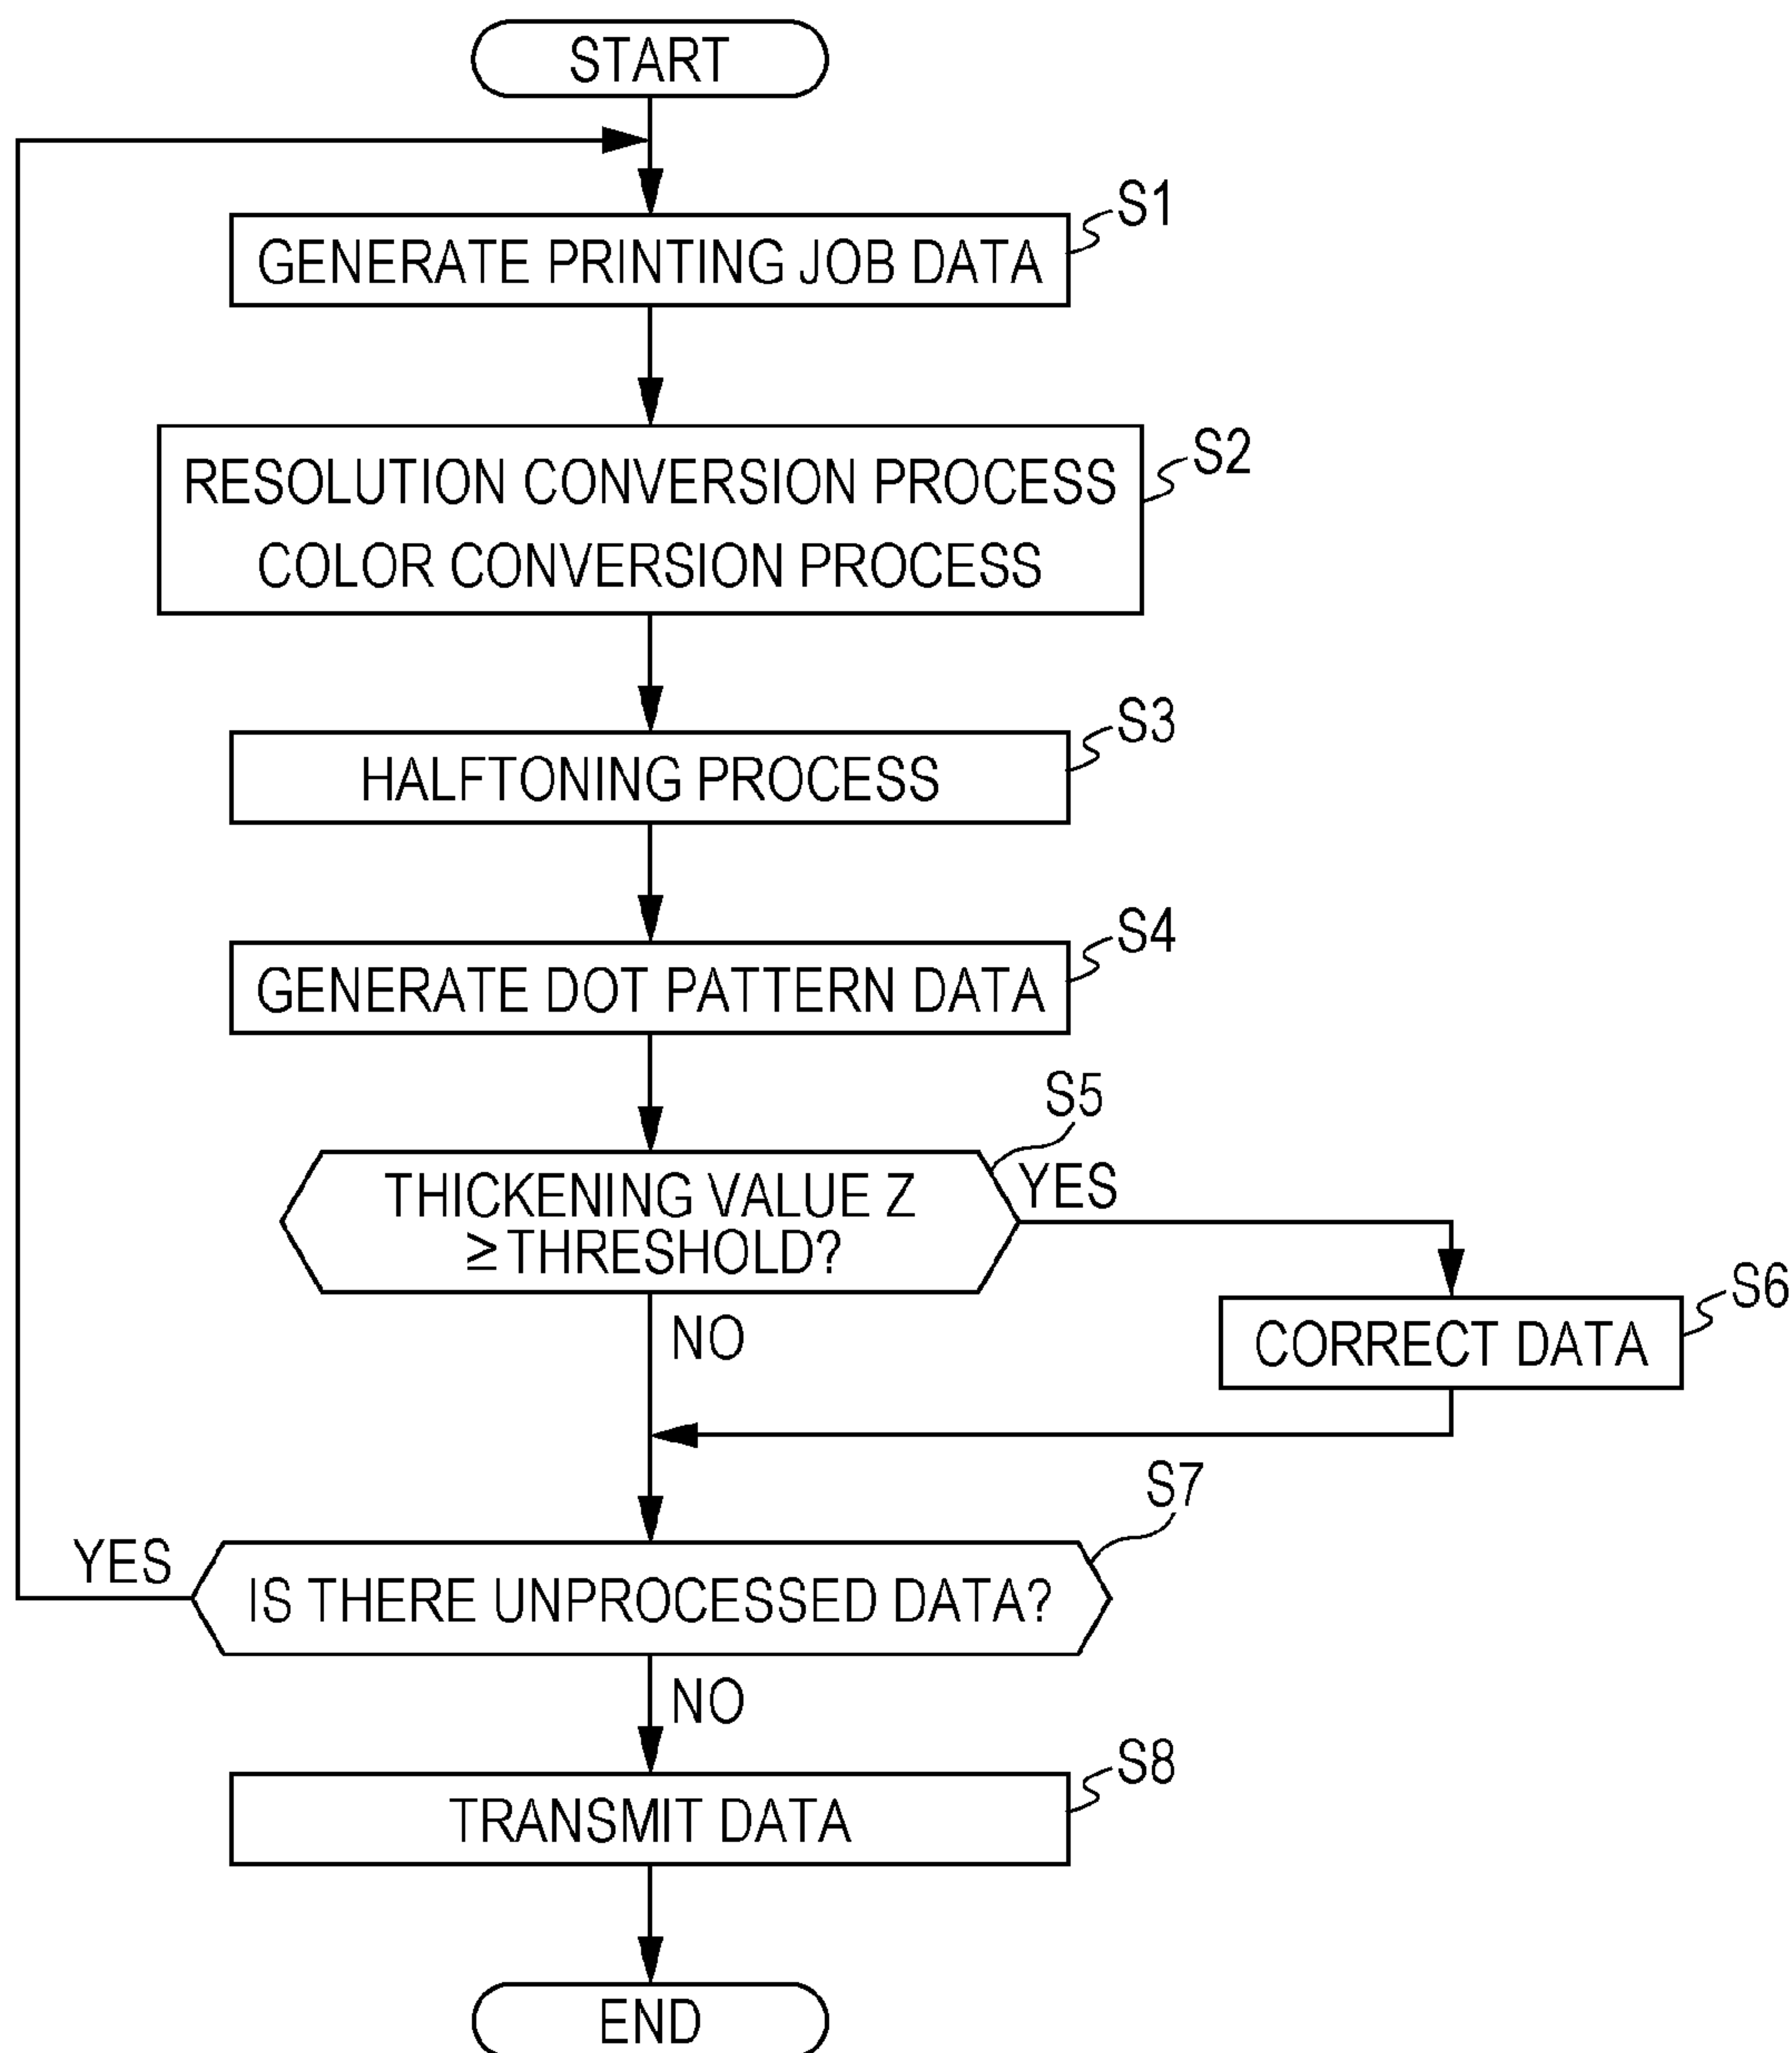 START
S1
GENERATE PRINTING JOB DATA
S2
RESOLUTION CONVERSION PROCESS
COLOR CONVERSION PROCESS
S3
HALFTONING PROCESS
S4
GENERATE DOT PATTERN DATA
S5
THICKENING VALUE Z
≥ THRESHOLD?
YES
NO
S6
CORRECT DATA
S7
YES
IS THERE UNPROCESSED DATA?
NO
S8
TRANSMIT DATA
END